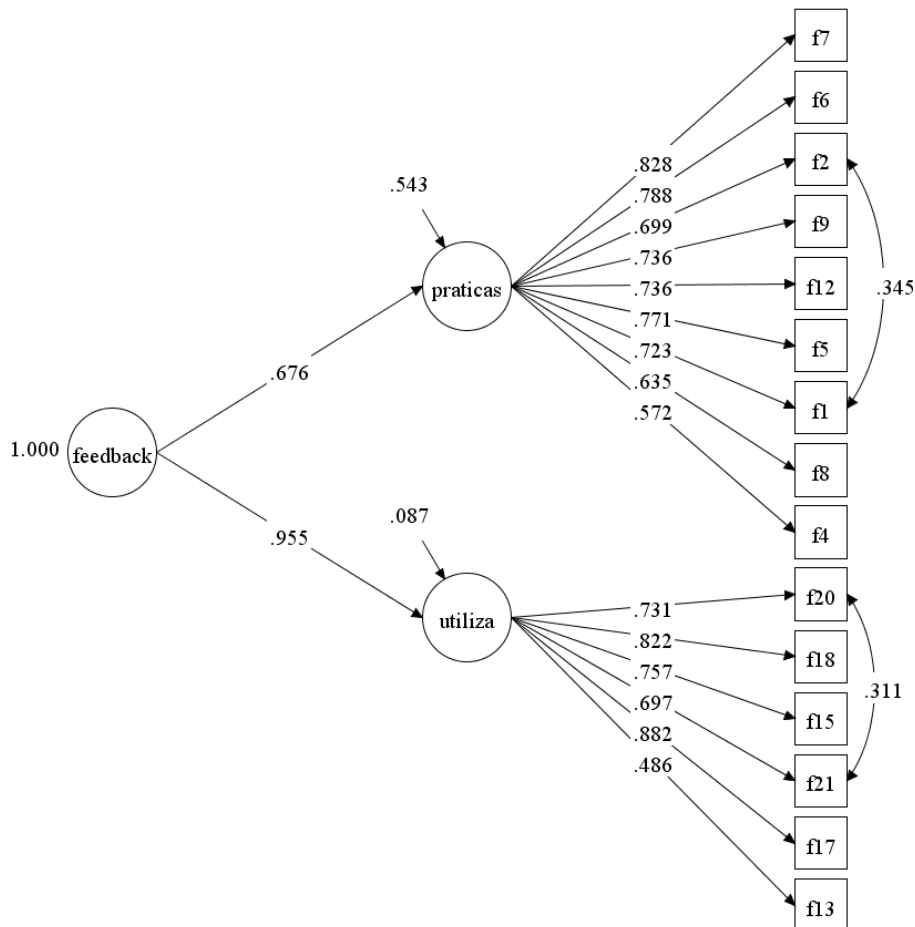 f7
f6
.828
f2
.543
.788
.699
f9
.736
praticas
.736
f12
.345
.771
f5
.723
.676
.635
f1
.572
1.000
feedback
f8
.955
.087
f4
f20
.731
utiliza
.822
f18
.757
.311
.697
f15
.882
.486
f21
f17
f13